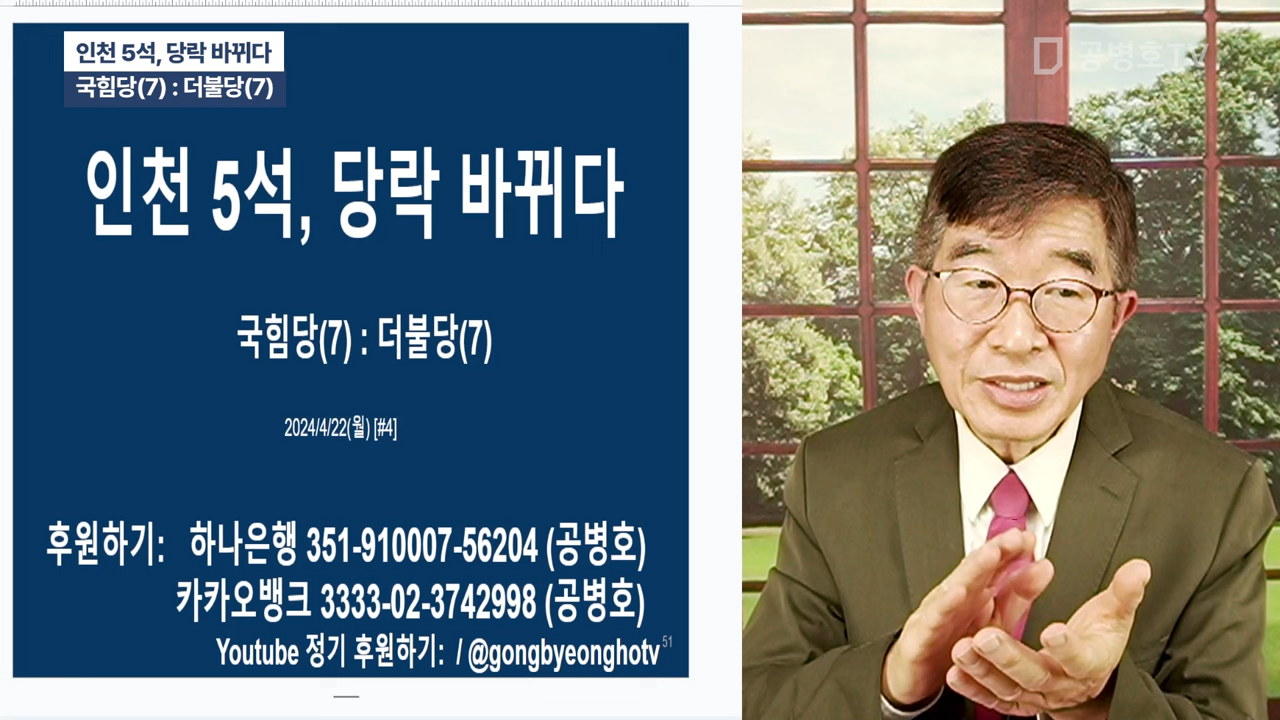 인천 5석, 당락 바뀌다
국힘당(7) : 더불당(7)
인천 5석, 당락 바뀌다
국힘당(7) : 더불당(7)
2024/4/22(월) [#4]
후원하기: 하나은행 351-910007-56204 (공병호)
카카오뱅크 3333-02-3742998 (공병호)
Youtube 정기 후원하기: / @gongbyeonghotv
51
공병호TV